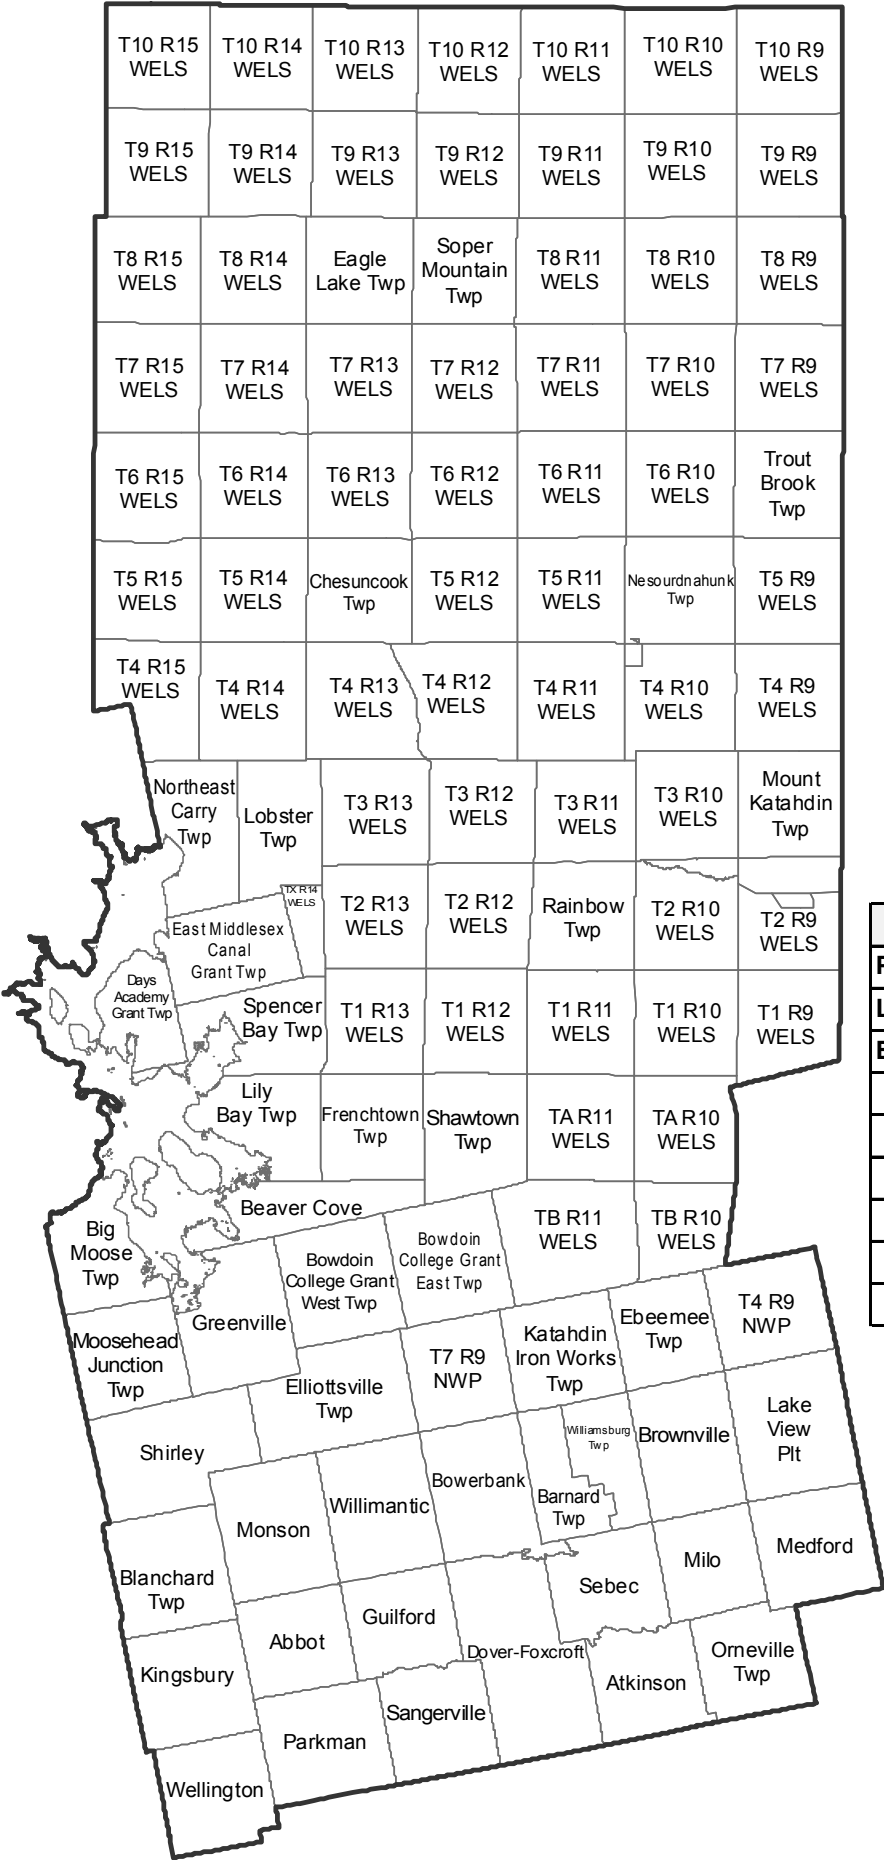 T10 R15
WELS
T10 R14
WELS
T10 R13
WELS
T10 R12
WELS
T10 R11
WELS
T10 R10
WELS
T10 R9
WELS
T9 R15
WELS
T9 R14
WELS
T9 R13
WELS
T9 R12
WELS
T9 R11
WELS
T9 R10
WELS
T9 R9
WELS
T8 R15
WELS
T8 R14
WELS
Eagle
Lake Twp
Soper
Mountain
Twp
T8 R11
WELS
T8 R10
WELS
T8 R9
WELS
T7 R15
WELS
T7 R14
WELS
T7 R13
WELS
T7 R12
WELS
T7 R11
WELS
T7 R10
WELS
T7 R9
WELS
T6 R15
WELS
T6 R14
WELS
T6 R13
WELS
T6 R12
WELS
T6 R11
WELS
T6 R10
WELS
Trout
Brook
Twp
T5 R15
WELS
T5 R14
WELS
Chesuncook
Twp
T5 R12
WELS
T5 R11
WELS
Nesourdnahunk
Twp
T5 R9
WELS
T4 R15
WELS
T4 R14
WELS
T4 R13
WELS
T4 R12
WELS
T4 R11
WELS
T4 R10
WELS
T4 R9
WELS
Northeast
Carry
Twp
Lobster
Twp
T3 R13
WELS
T3 R12
WELS
T3 R11
WELS
T3 R10
WELS
Mount
Katahdin
Twp
TX R14
WELS
T2 R13
WELS
T2 R12
WELS
Rainbow
Twp
T2 R10
WELS
T2 R9
WELS
East Middlesex
Canal
Grant Twp
Days
Academy
Grant Twp
Spencer
Bay Twp
T1 R13
WELS
T1 R12
WELS
T1 R11
WELS
T1 R10
WELS
T1 R9
WELS
Lily
Bay Twp
Frenchtown
Twp
Shawtown
Twp
TA R11
WELS
TA R10
WELS
Beaver Cove
Big
Moose
Twp
Bowdoin
College Grant
West Twp
Bowdoin
College Grant
East Twp
TB R11
WELS
TB R10
WELS
Moosehead
Junction
Twp
Greenville
Elliottsville
Twp
T7 R9
NWP
Katahdin
Iron Works
Twp
Ebeemee
Twp
T4 R9
NWP
Shirley
Williamsburg
Twp
Brownville
Lake
View
Plt
Monson
Willimantic
Bowerbank
Barnard
Twp
Blanchard
Twp
Abbot
Guilford
Sebec
Milo
Medford
Kingsbury
Dover-Foxcroft
Atkinson
Orneville
Twp
Parkman
Sangerville
Wellington